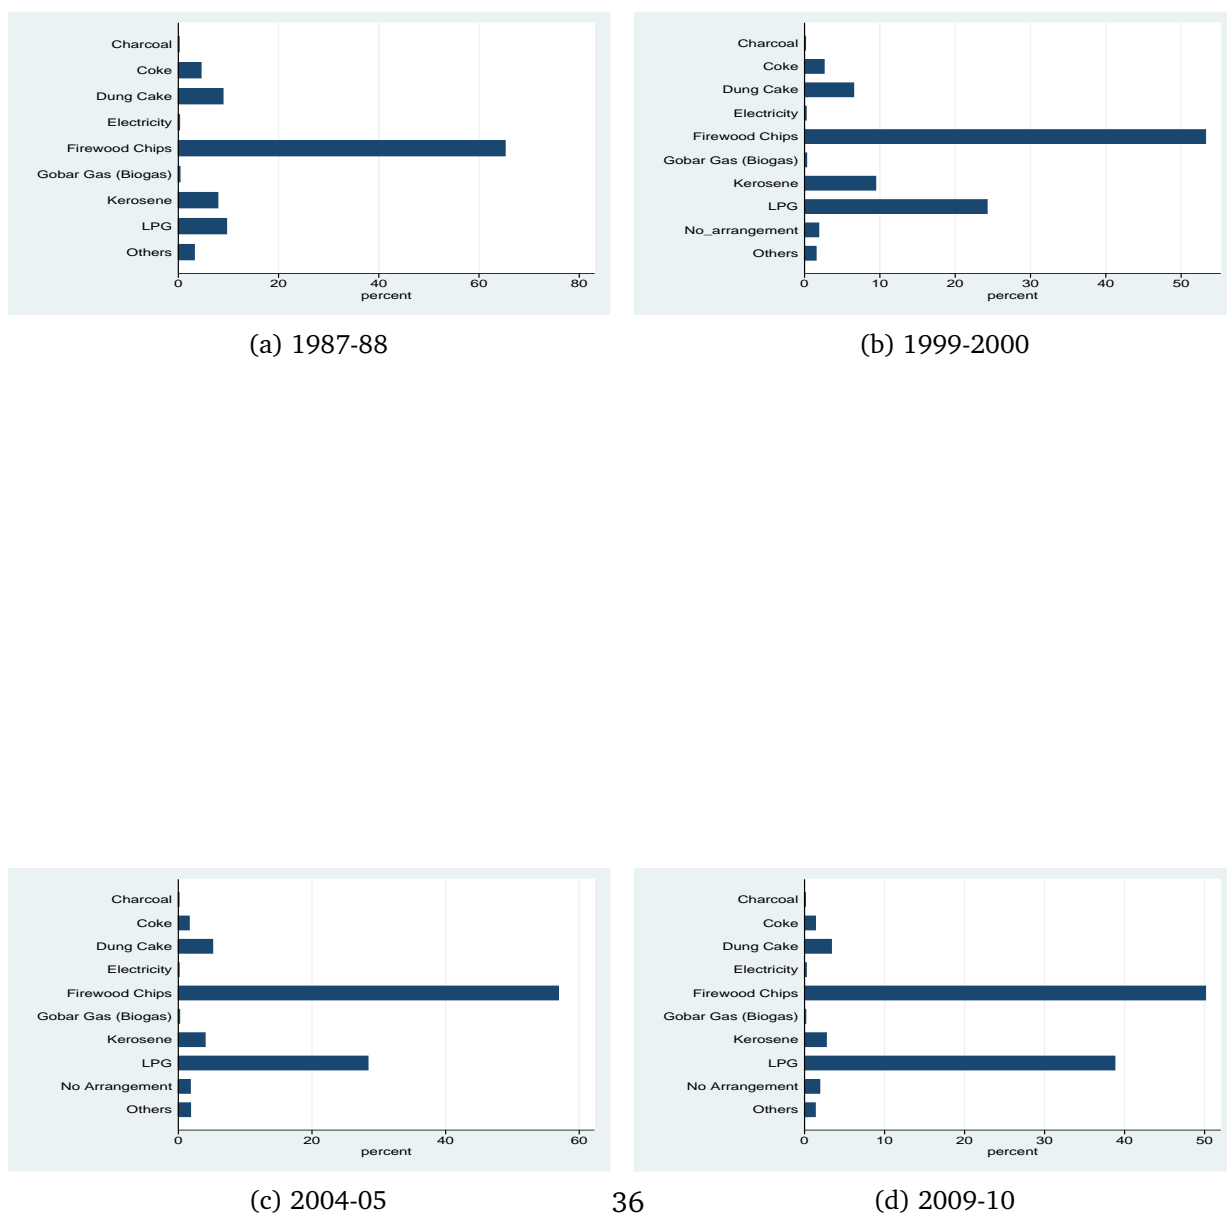 Charcoal
Coke
Dung Cake
Electricity
Firewood Chips
Gobar Gas (Biogas)
Kerosene
LPG
Others
0 20 40 60 80
percent
(a) 1987-88
Charcoal
Coke
Dung Cake
Electricity
Firewood Chips
Gobar Gas (Biogas)
Kerosene
LPG
No_arrangement
Others
0 10 20 30 40 50
percent
(b) 1999-2000
Charcoal
Coke
Dung Cake
Electricity
Firewood Chips
Gobar Gas (Biogas)
Kerosene
LPG
No Arrangement
Others
0 20 40 60
percent
(c) 2004-05
Charcoal
Coke
Dung Cake
Electricity
Firewood Chips
Gobar Gas (Biogas)
Kerosene
LPG
No Arrangement
Others
0 10 20 30 40 50
percent
(d) 2009-10
36